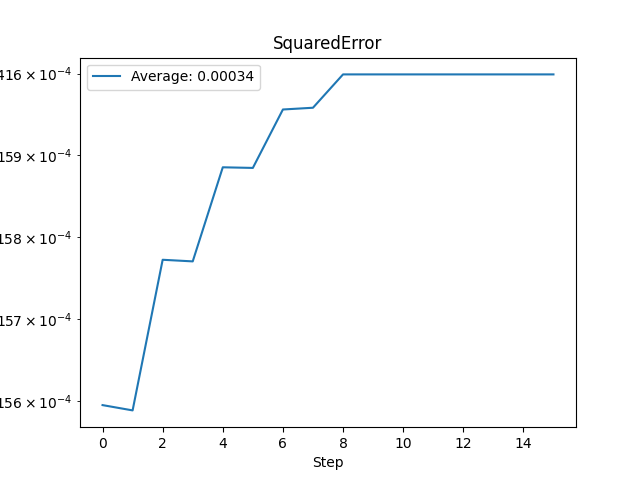 SquaredError
Average: 0.00034
416 × 10⁻⁴
159 × 10⁻⁴
158 × 10⁻⁴
157 × 10⁻⁴
156 × 10⁻⁴
0 2 4 6 8 10 12 14
Step